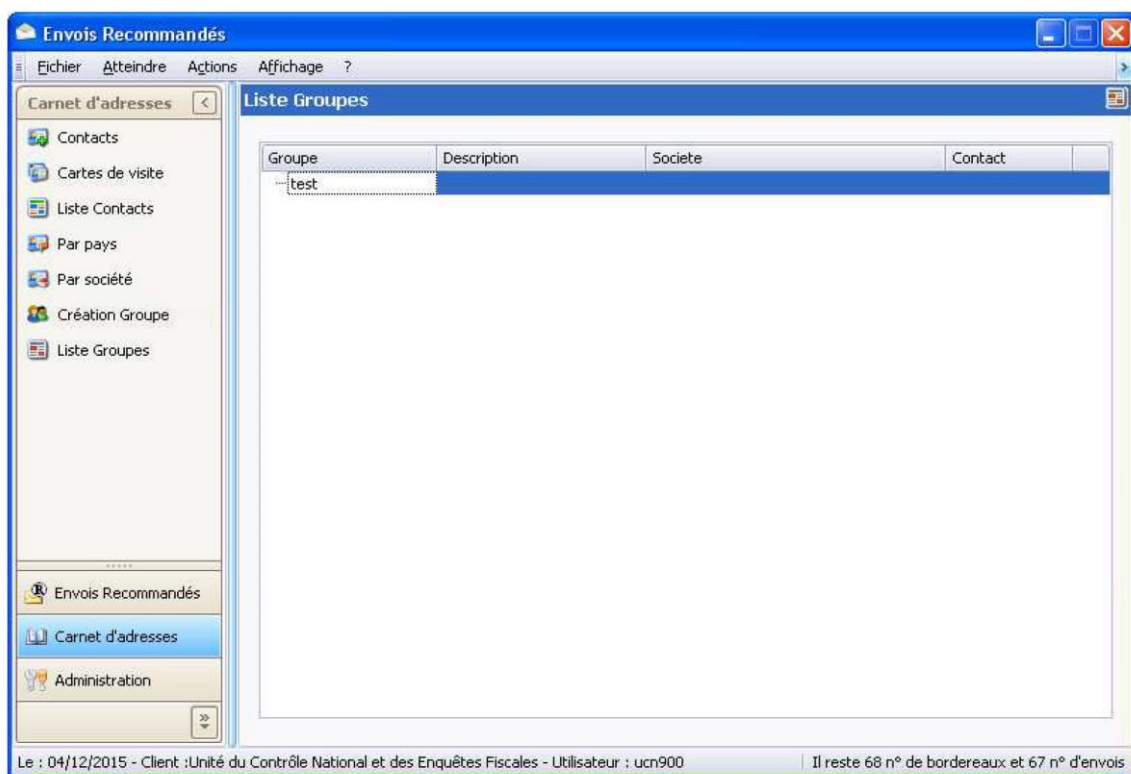 Envois Recommandés
Fichier Atteindre Actions Affichage ?
Carnet d'adresses
Contacts
Cartes de visite
Liste Contacts
Par pays
Par société
Création Groupe
Liste Groupes
Envois Recommandés
Carnet d'adresses
Administration
Liste Groupes
Groupe Description Societe Contact
test
Le : 04/12/2015 - Client :Unité du Contrôle National et des Enquêtes Fiscales - Utilisateur : ucn900 Il reste 68 n° de bordereaux et 67 n° d'envois